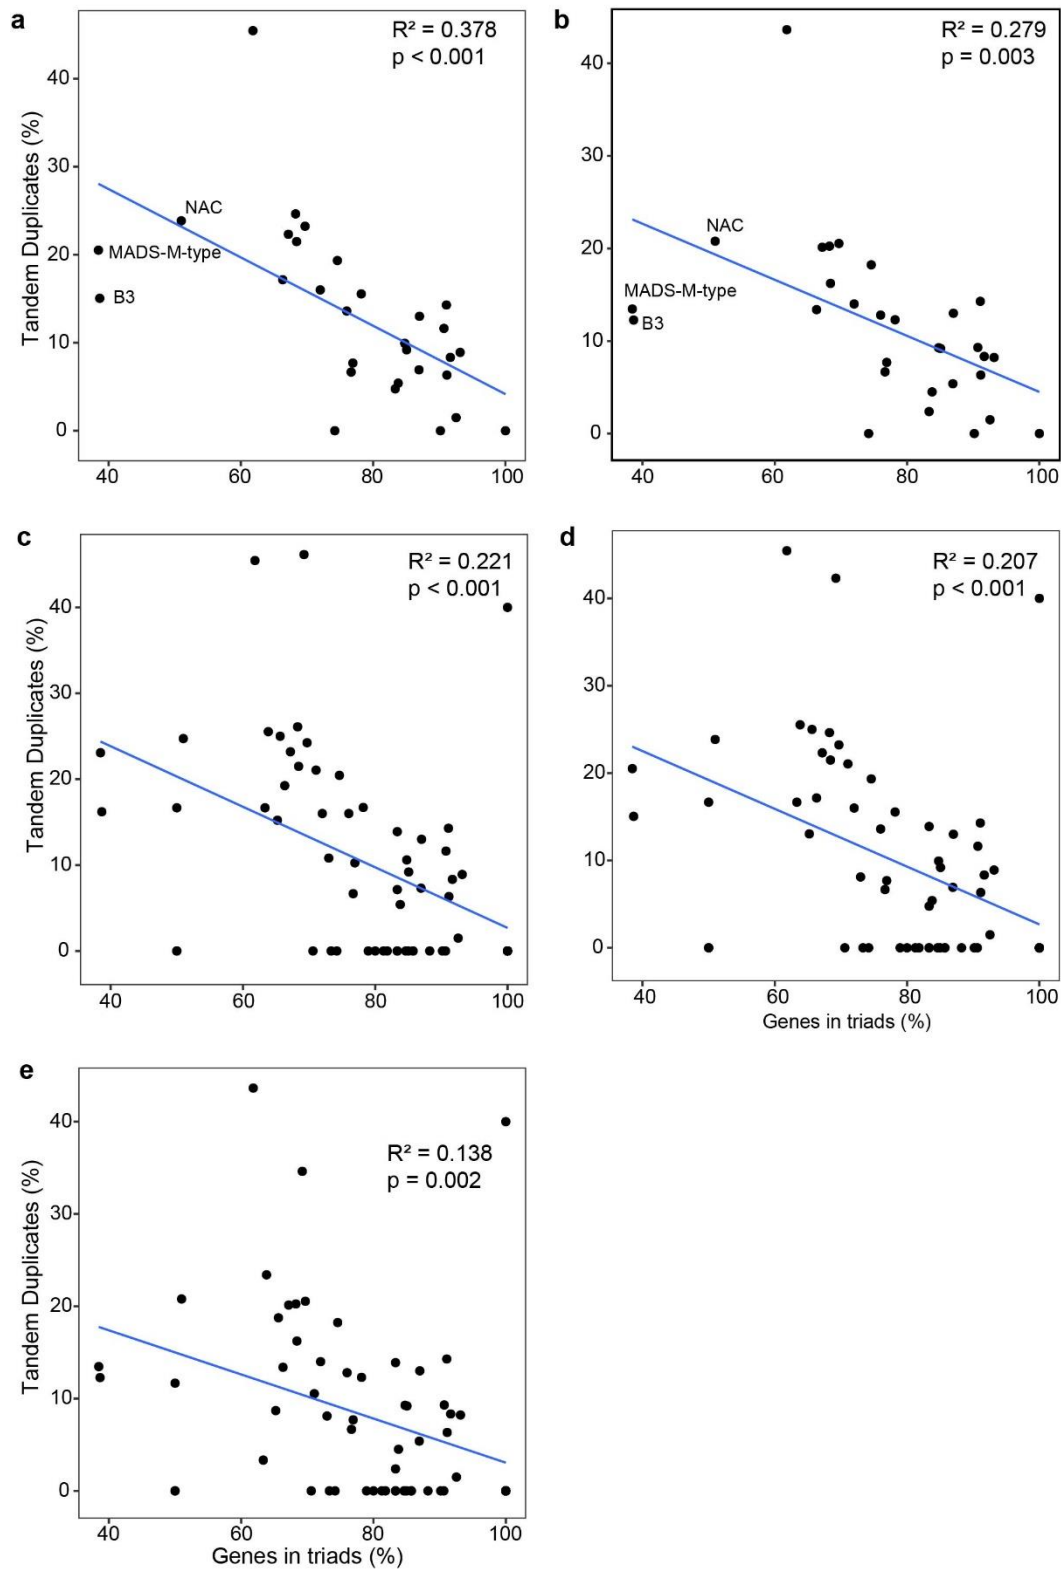 a
R² = 0.378
p < 0.001
Tandem Duplicates (%)
40
30
20
10
0
NAC
MADS-M-type
B3
40 60 80 100
b
R² = 0.279
p = 0.003
40
30
20
10
0
NAC
MADS-M-type
B3
40 60 80 100
c
R² = 0.221
p < 0.001
Tandem Duplicates (%)
40
30
20
10
0
40 60 80 100
d
R² = 0.207
p < 0.001
40
30
20
10
0
40 60 80 100
Genes in triads (%)
e
R² = 0.138
p = 0.002
Tandem Duplicates (%)
40
30
20
10
0
40 60 80 100
Genes in triads (%)